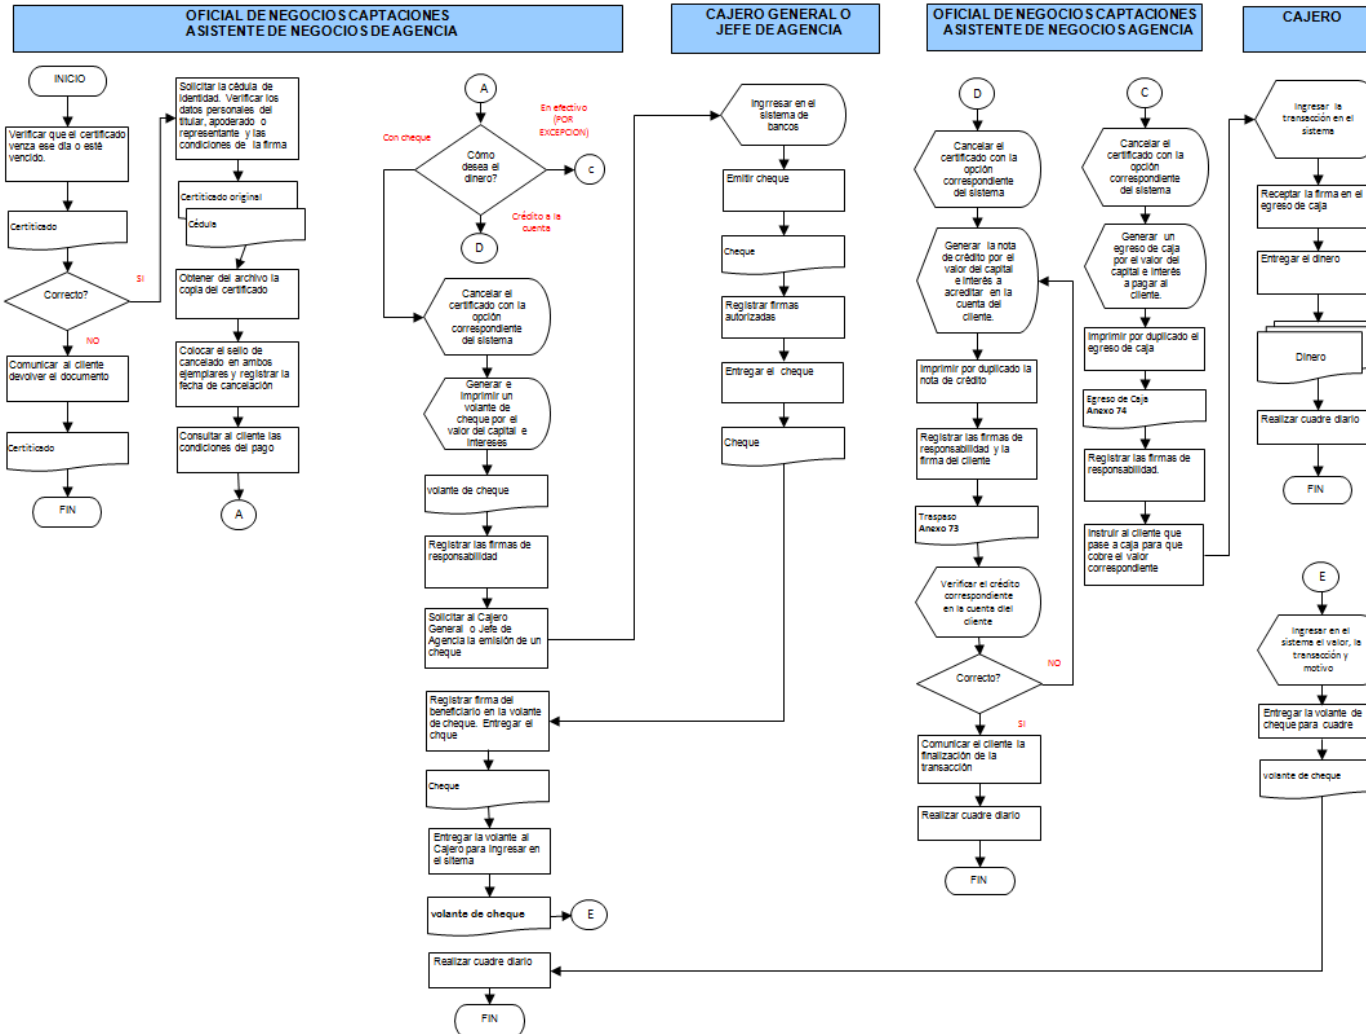 OFICIAL DE NEGOCIOS CAPTACIONES
ASISTENTE DE NEGOCIOS DE AGENCIA
CAJERO GENERAL O
JEFE DE AGENCIA
OFICIAL DE NEGOCIOS CAPTACIONES
ASISTENTE DE NEGOCIOS AGENCIA
CAJERO
INICIO
Verificar que el certificado
venza ese día o esté
vencido.
Certificado
Correcto?
SI
NO
Comunicar al cliente
devolver el documento
Certificado
FIN
Solicitar la cédula de
identidad. Verificar los
datos personales del
titular, apoderado o
representante y las
condiciones de la firma
Certificado original
Cédula
Obtener del archivo la
copia del certificado
Colocar el sello de
cancelado en ambos
ejemplares y registrar la
fecha de cancelación
Consultar al cliente las
condiciones del pago
A
A
En efectivo
(POR
EXCEPCION)
Con cheque
Cómo
desea el
dinero?
c
Crédito a la
cuenta
D
Cancelar el
certificado con la
opción
correspondiente
del sistema
Generar e
imprimir un
volante de
cheque por el
valor del capital e
intereses
volante de cheque
Registrar las firmas de
responsabilidad
Solicitar al Cajero
General o Jefe de
Agencia la emisión de un
cheque
Registrar firma del
beneficiario en la volante
de cheque. Entregar el
chque
Cheque
Entregar la volante al
Cajero para ingresar en
el sitema
volante de cheque
E
Realizar cuadre diario
FIN
Ingrresar en el
sistema de
bancos
Emitir cheque
Cheque
Registrar firmas
autorizadas
Entregar el cheque
Cheque
D
Cancelar el
certificado con la
opción
correspondiente
del sistema
Generar la nota
de crédito por el
valor del capital
e interés a
acreditar en la
cuenta del
cliente.
Imprimir por duplicado la
nota de crédito
Registrar las firmas de
responsabilidad y la
firma del cliente
Traspaso
Anexo 73
Verificar el crédito
correspondiente
en la cuenta diel
cliente
Correcto?
NO
SI
Comunicar el cliente la
finalización de la
transacción
Realizar cuadre diario
FIN
C
Cancelar el
certificado con la
opción
correspondiente
del sistema
Generar un
egreso de caja
por el valor del
capital e interés
a pagar al
cliente.
Imprimir por duplicado el
egreso de caja
Egreso de Caja
Anexo 74
Registrar las firmas de
responsabilidad.
Instruir al cliente que
pase a caja para que
cobre el valor
correspondiente
Ingresar la
transacción en el
sistema
Receptar la firma en el
egreso de caja
Entregar el dinero
Dinero
Realizar cuadre diario
FIN
E
Ingresar en el
sistema el valor, la
transacción y
motivo
Entregar la volante de
cheque para cuadre
volante de cheque